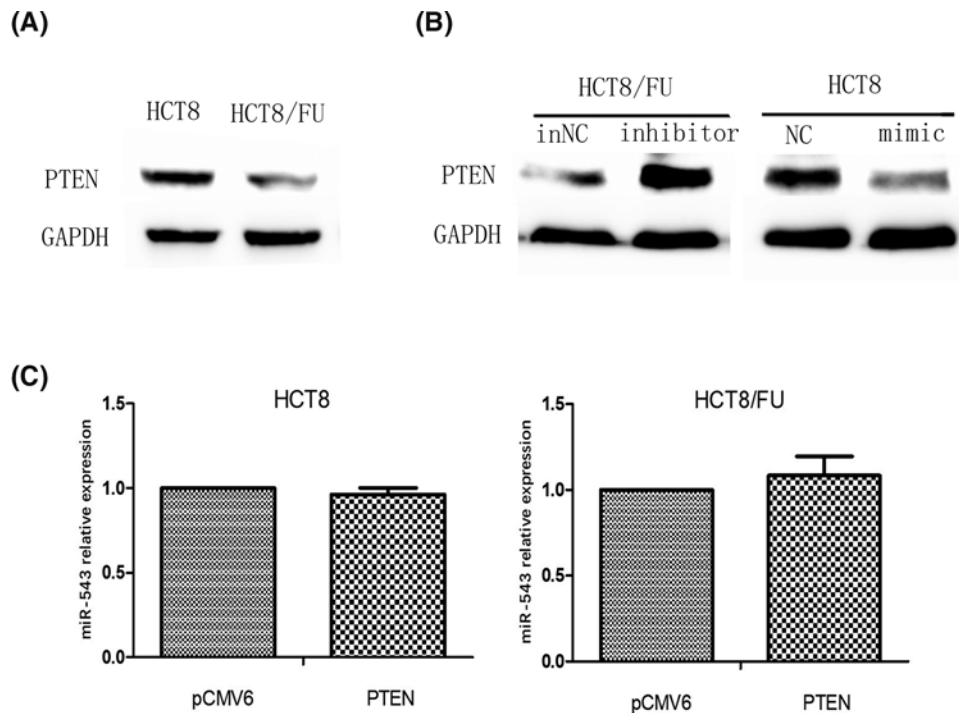 (A)
HCT8 HCT8/FU
PTEN
GAPDH
(B)
HCT8/FU HCT8
inNC inhibitor NC mimic
PTEN
GAPDH
(C)
HCT8
miR-543 relative expression
1.5
1.0
0.5
0.0
pCMV6 PTEN
HCT8/FU
miR-543 relative expression
1.5
1.0
0.5
0.0
pCMV6 PTEN